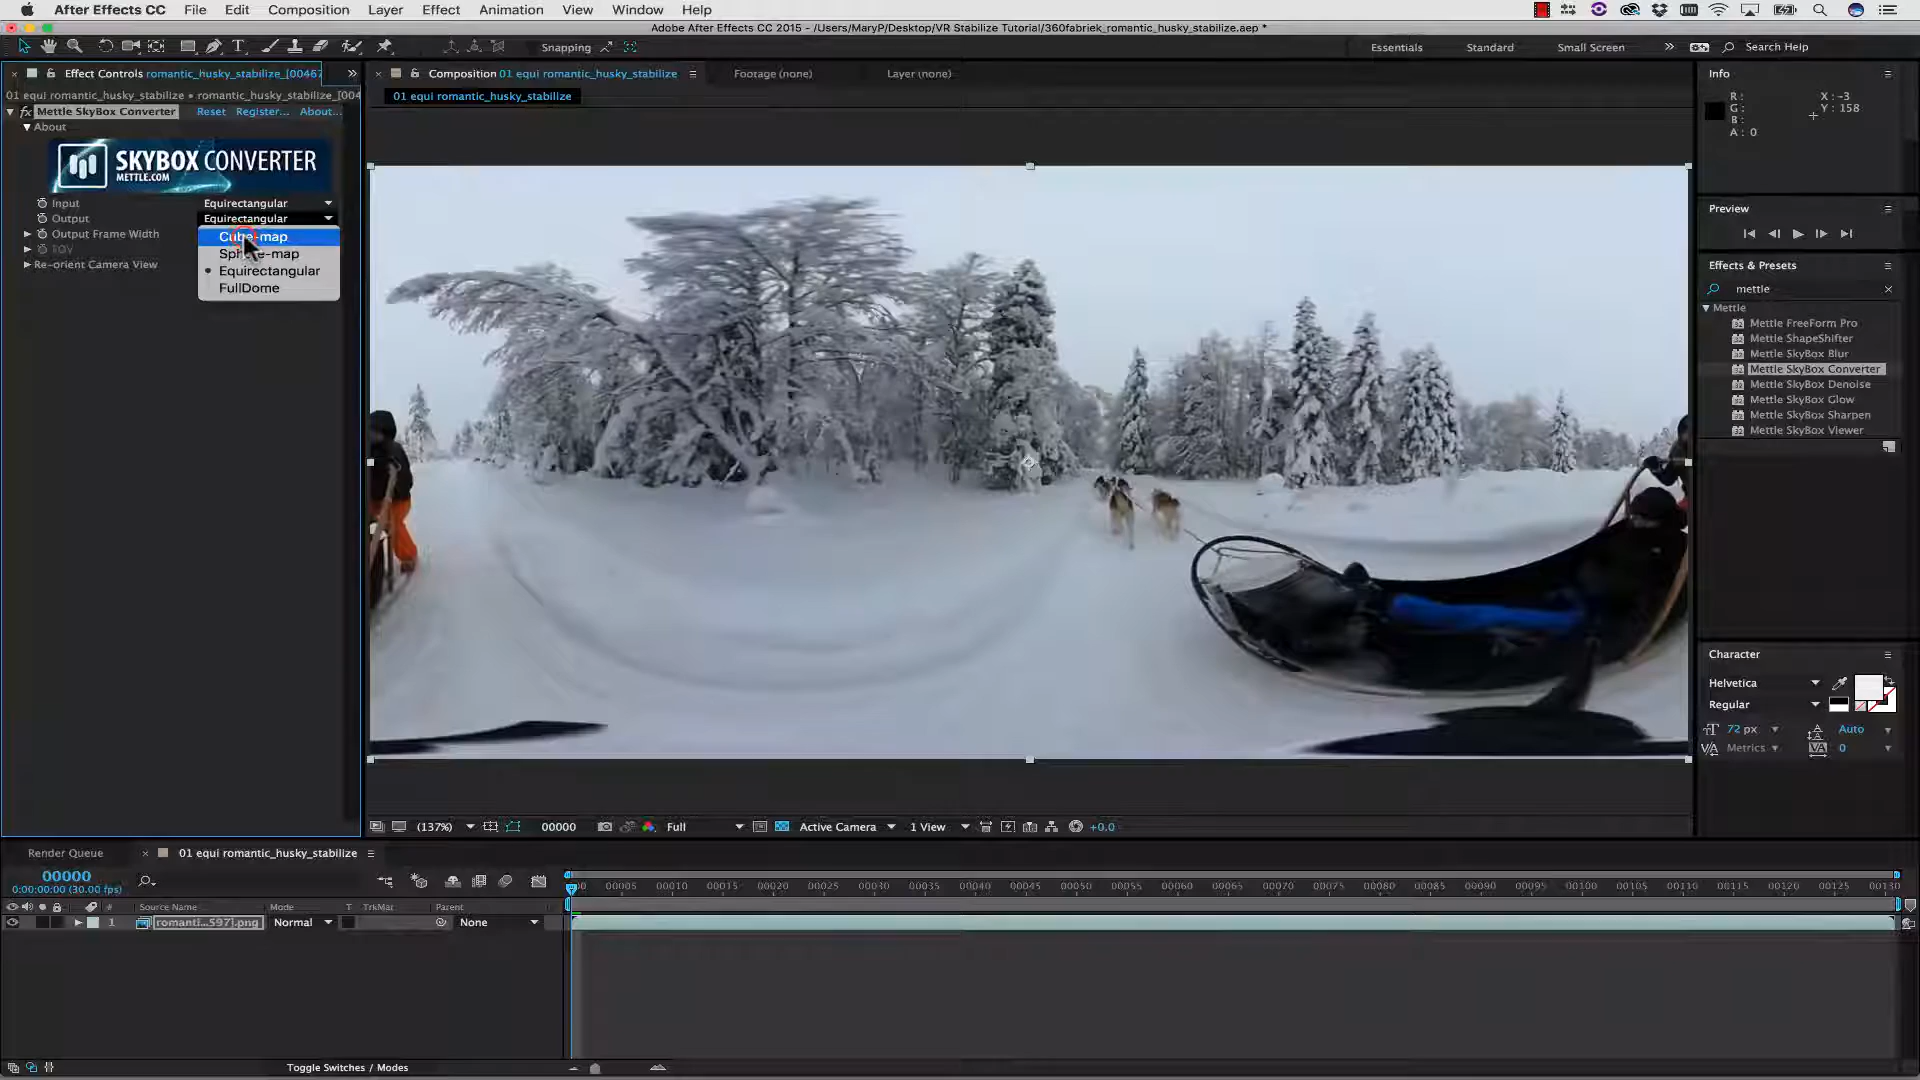 After Effects CC File Edit Composition Layer Effect Animation View Window Help
Adobe After Effects CC 2015 - /Users/MaryP/Desktop/VR Stabilize Tutorial/360fabriek_romantic_husky_stabilize.aep *
Snapping Essentials Standard Small Screen Search Help
Effect Controls romantic_husky_stabilize_[00467
01 equi romantic_husky_stabilize • romantic_husky_stabilize_[004
fx Mettle SkyBox Converter Reset Register... About...
About
SKYBOX CONVERTER
METTLE.COM
Input Equirectangular
Output Equirectangular
Output Frame Width
FOV
Re-orient Camera View
Cube-map
Sphere-map
Equirectangular
FullDome
Composition 01 equi romantic_husky_stabilize Footage (none) Layer (none)
01 equi romantic_husky_stabilize
(137%) 00000 Full Active Camera 1 View +0.0
Info
R: X: -3
G: Y: 158
B:
A: 0
Preview
Effects & Presets
mettle
Mettle
Mettle FreeForm Pro
Mettle ShapeShifter
Mettle SkyBox Blur
Mettle SkyBox Converter
Mettle SkyBox Denoise
Mettle SkyBox Glow
Mettle SkyBox Sharpen
Mettle SkyBox Viewer
Character
Helvetica
Regular
72 px Auto
Metrics 0
Render Queue 01 equi romantic_husky_stabilize
00000
0:00:00:00 (30.00 fps)
00 00005 00010 00015 00020 00025 00030 00035 00040 00045 00050 00055 00060 00065 00070 00075 00080 00085 00090 00095 00100 00105 00110 00115 00120 00125 00130
# Source Name Mode T TrkMat Parent
1 romanti...597].png Normal None
Toggle Switches / Modes